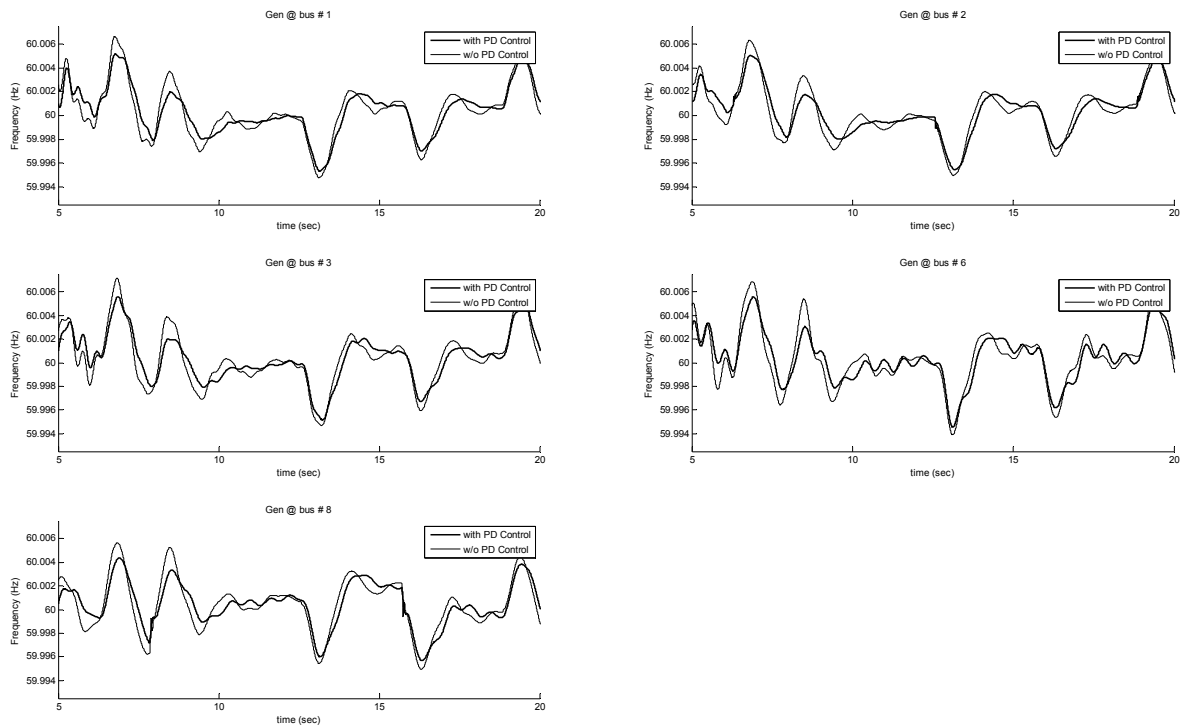 Gen @ bus # 1
60.006
60.004
60.002
60
59.998
59.996
59.994
Frequency (Hz)
with PD Control
w/o PD Control
5
10
15
20
time (sec)
Gen @ bus # 2
60.006
60.004
60.002
60
59.998
59.996
59.994
Frequency (Hz)
with PD Control
w/o PD Control
5
10
15
20
time (sec)
Gen @ bus # 3
60.006
60.004
60.002
60
59.998
59.996
59.994
Frequency (Hz)
with PD Control
w/o PD Control
5
10
15
20
time (sec)
Gen @ bus # 6
60.006
60.004
60.002
60
59.998
59.996
59.994
Frequency (Hz)
with PD Control
w/o PD Control
5
10
15
20
time (sec)
Gen @ bus # 8
60.006
60.004
60.002
60
59.998
59.996
59.994
Frequency (Hz)
with PD Control
w/o PD Control
5
10
15
20
time (sec)